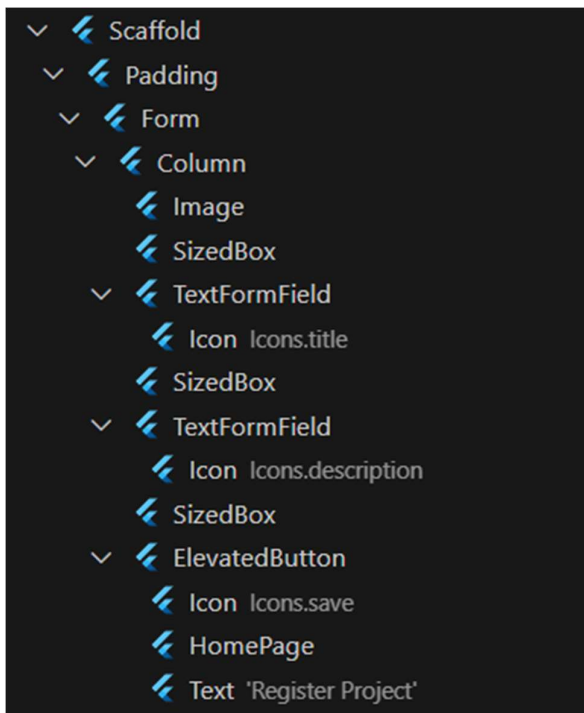 Scaffold
Padding
Form
Column
Image
SizedBox
TextFormField
Icon Icons.title
SizedBox
TextFormField
Icon Icons.description
SizedBox
ElevatedButton
Icon Icons.save
HomePage
Text 'Register Project'